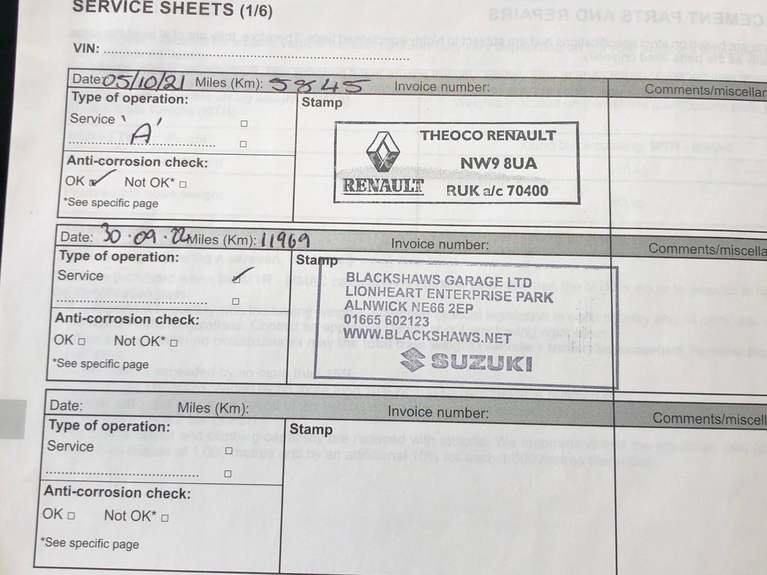 SERVICE SHEETS (1/6)
VIN: ............................................................
Date: 05/10/21 Miles (Km): 5845 Invoice number: Comments/miscellan
Type of operation:
Stamp
Service 'A' □
.................................... □
THEOCO RENAULT
NW9 8UA
RENAULT RUK a/c 70400
Anti-corrosion check:
OK ✓ Not OK* □
*See specific page
Date: 30·09·22 Miles (Km): 11969 Invoice number: Comments/miscella
Type of operation:
Stamp
Service ✓
.................................... □
BLACKSHAWS GARAGE LTD
LIONHEART ENTERPRISE PARK
ALNWICK NE66 2EP
01665 602123
WWW.BLACKSHAWS.NET
SUZUKI
Anti-corrosion check:
OK □ Not OK* □
*See specific page
Date: Miles (Km): Invoice number: Comments/miscell
Type of operation:
Stamp
Service □
.................................... □
Anti-corrosion check:
OK □ Not OK* □
*See specific page